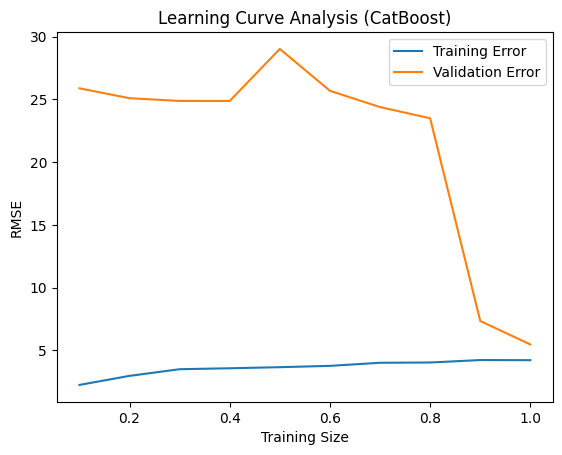 Learning Curve Analysis (CatBoost)
Training Error
Validation Error
30
25
20
15
10
5
RMSE
0.2
0.4
0.6
0.8
1.0
Training Size